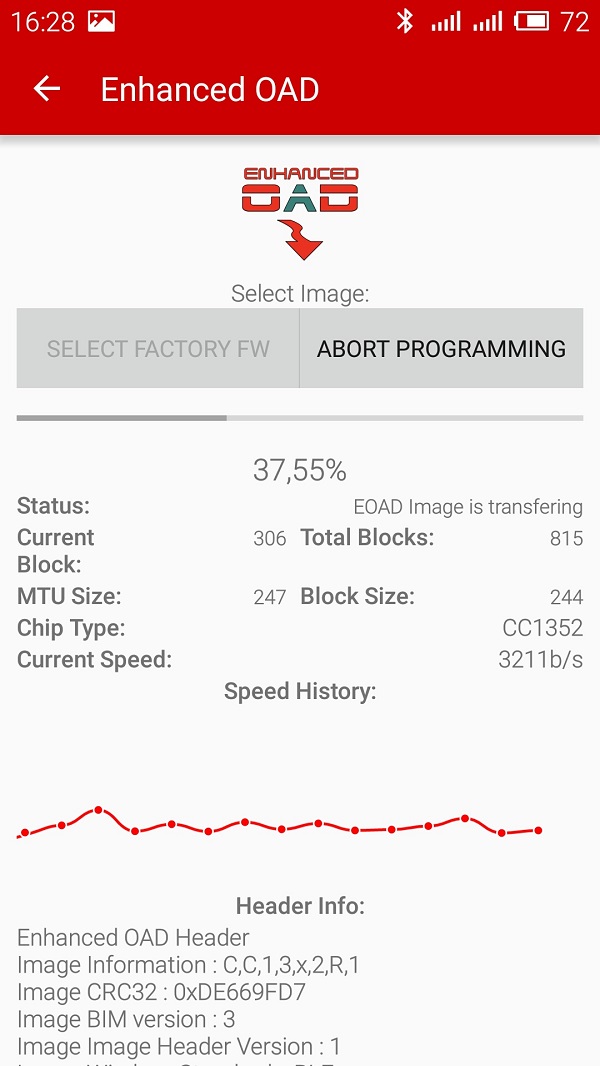 16:28
72
Enhanced OAD
ENHANCED
OAD
Select Image:
SELECT FACTORY FW
ABORT PROGRAMMING
37,55%
Status: EOAD Image is transfering
Current Block: 306 Total Blocks: 815
MTU Size: 247 Block Size: 244
Chip Type: CC1352
Current Speed: 3211b/s
Speed History:
Header Info:
Enhanced OAD Header
Image Information : C,C,1,3,x,2,R,1
Image CRC32 : 0xDE669FD7
Image BIM version : 3
Image Image Header Version : 1